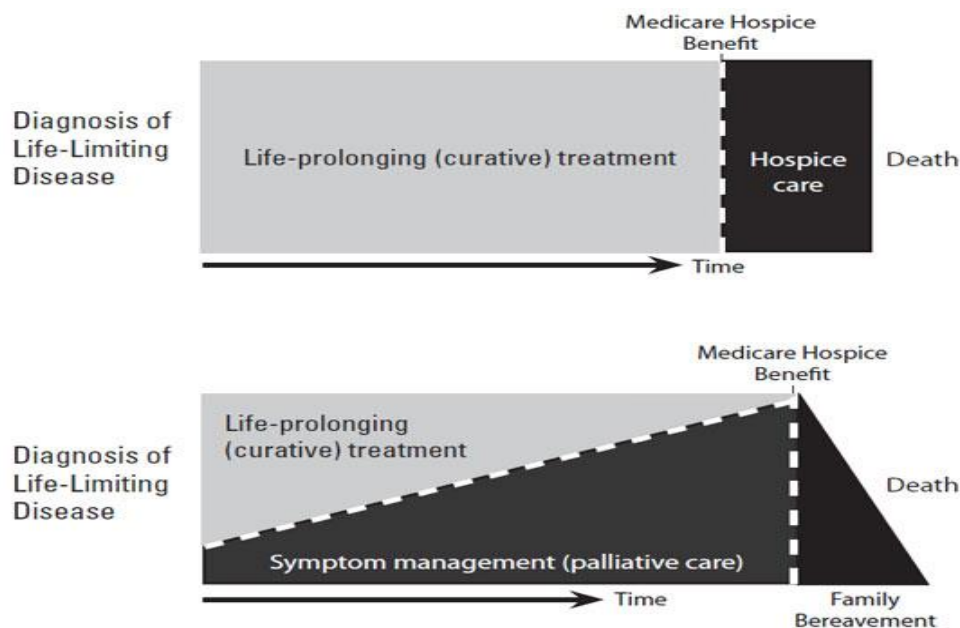 Medicare Hospice
Benefit
Diagnosis of
Life-Limiting
Disease
Life-prolonging (curative) treatment
Hospice
care
Death
Time
Medicare Hospice
Benefit
Life-prolonging
(curative) treatment
Diagnosis of
Life-Limiting
Disease
Death
Symptom management (palliative care)
Time
Family
Bereavement